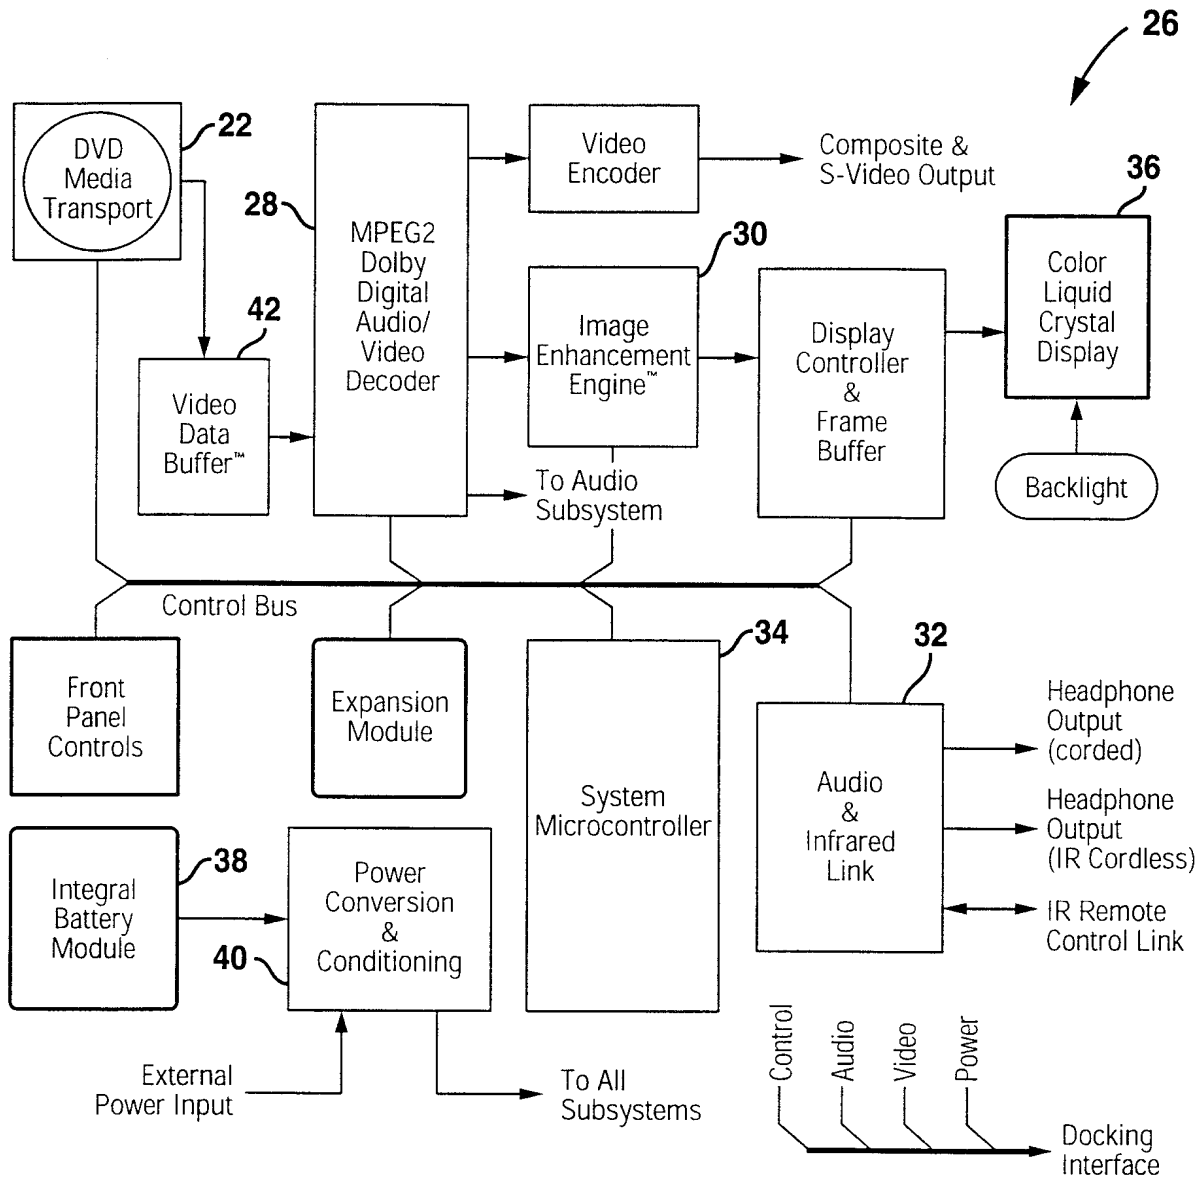 26
DVD
Media
Transport
22
28
MPEG2
Dolby
Digital
Audio/
Video
Decoder
Video
Encoder
Composite &
S-Video Output
36
Color
Liquid
Crystal
Display
30
Image
Enhancement
Engine™
Display
Controller
&
Frame
Buffer
42
Video
Data
Buffer™
To Audio
Subsystem
Backlight
Control Bus
Front
Panel
Controls
Expansion
Module
34
System
Microcontroller
32
Audio
&
Infrared
Link
Headphone
Output
(corded)
Headphone
Output
(IR Cordless)
IR Remote
Control Link
38
Integral
Battery
Module
40
Power
Conversion
&
Conditioning
External
Power Input
To All
Subsystems
Control
Audio
Video
Power
Docking
Interface